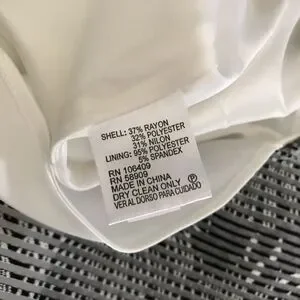 SHELL: 37% RAYON
32% POLYESTER
31% NILON
LINING: 95% POLYESTER
5% SPANDEX
RN 106409
RN 58909
MADE IN CHINA
DRY CLEAN ONLY
VER AL DORSO PARA CUIDADO